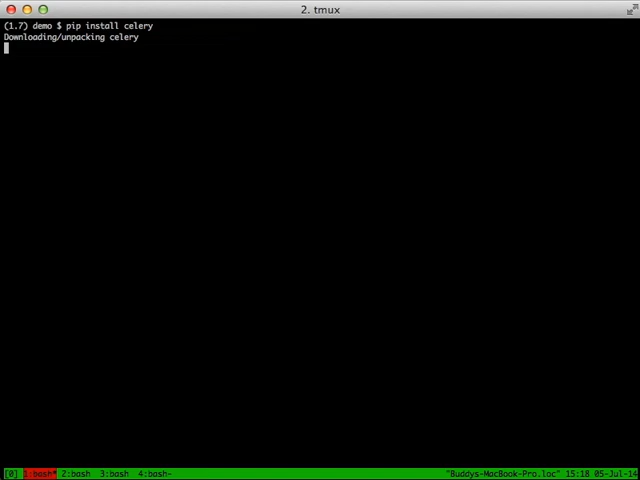 2. tmux
(1.7) demo $ pip install celery
Downloading/unpacking celery
[0] 1:bash* 2:bash 3:bash 4:bash- "Buddys-MacBook-Pro.loc" 15:18 05-Jul-14